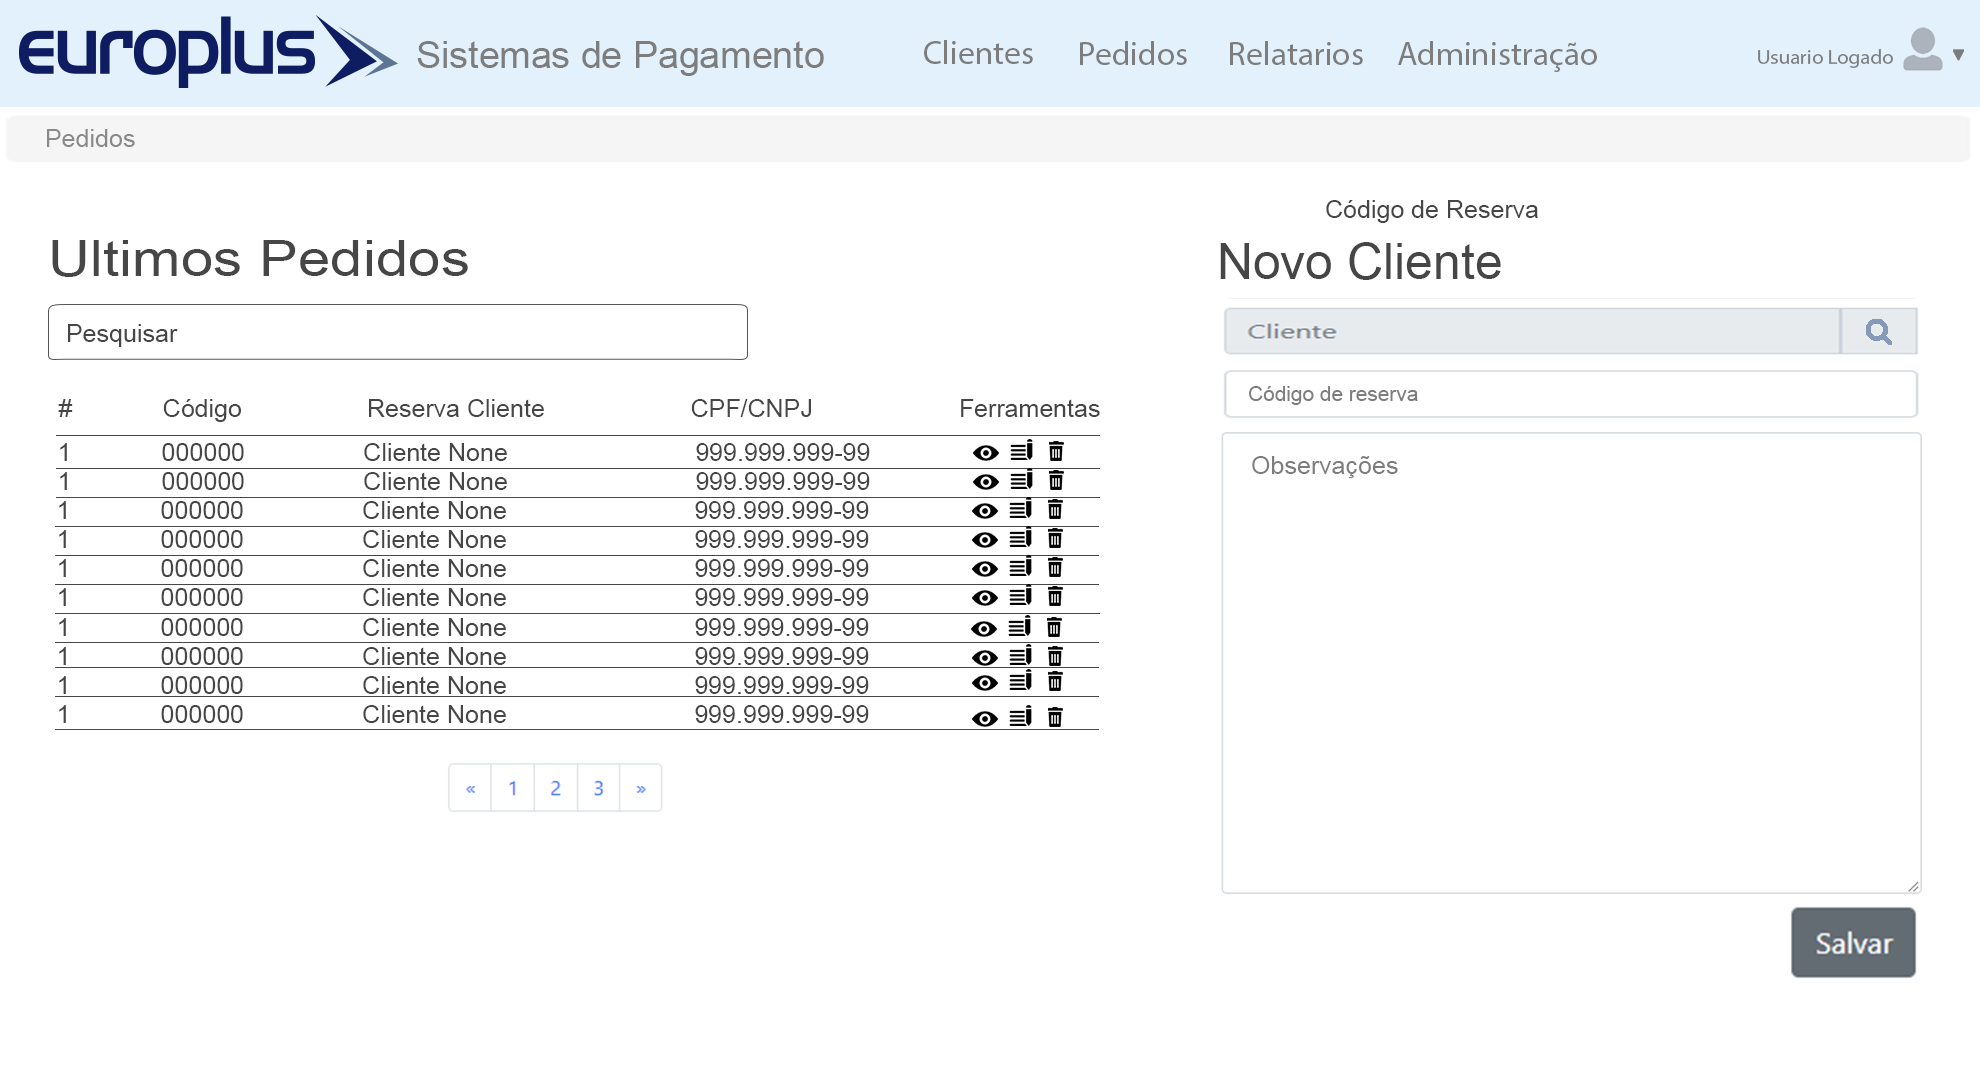 europlus Sistemas de Pagamento Clientes Pedidos Relatarios Administração Usuario Logado ▼
Pedidos
Ultimos Pedidos
Pesquisar
# Código Reserva Cliente CPF/CNPJ Ferramentas
1 000000 Cliente None 999.999.999-99
1 000000 Cliente None 999.999.999-99
1 000000 Cliente None 999.999.999-99
1 000000 Cliente None 999.999.999-99
1 000000 Cliente None 999.999.999-99
1 000000 Cliente None 999.999.999-99
1 000000 Cliente None 999.999.999-99
1 000000 Cliente None 999.999.999-99
1 000000 Cliente None 999.999.999-99
1 000000 Cliente None 999.999.999-99
« 1 2 3 »
Código de Reserva
Novo Cliente
Cliente
Código de reserva
Observações
Salvar